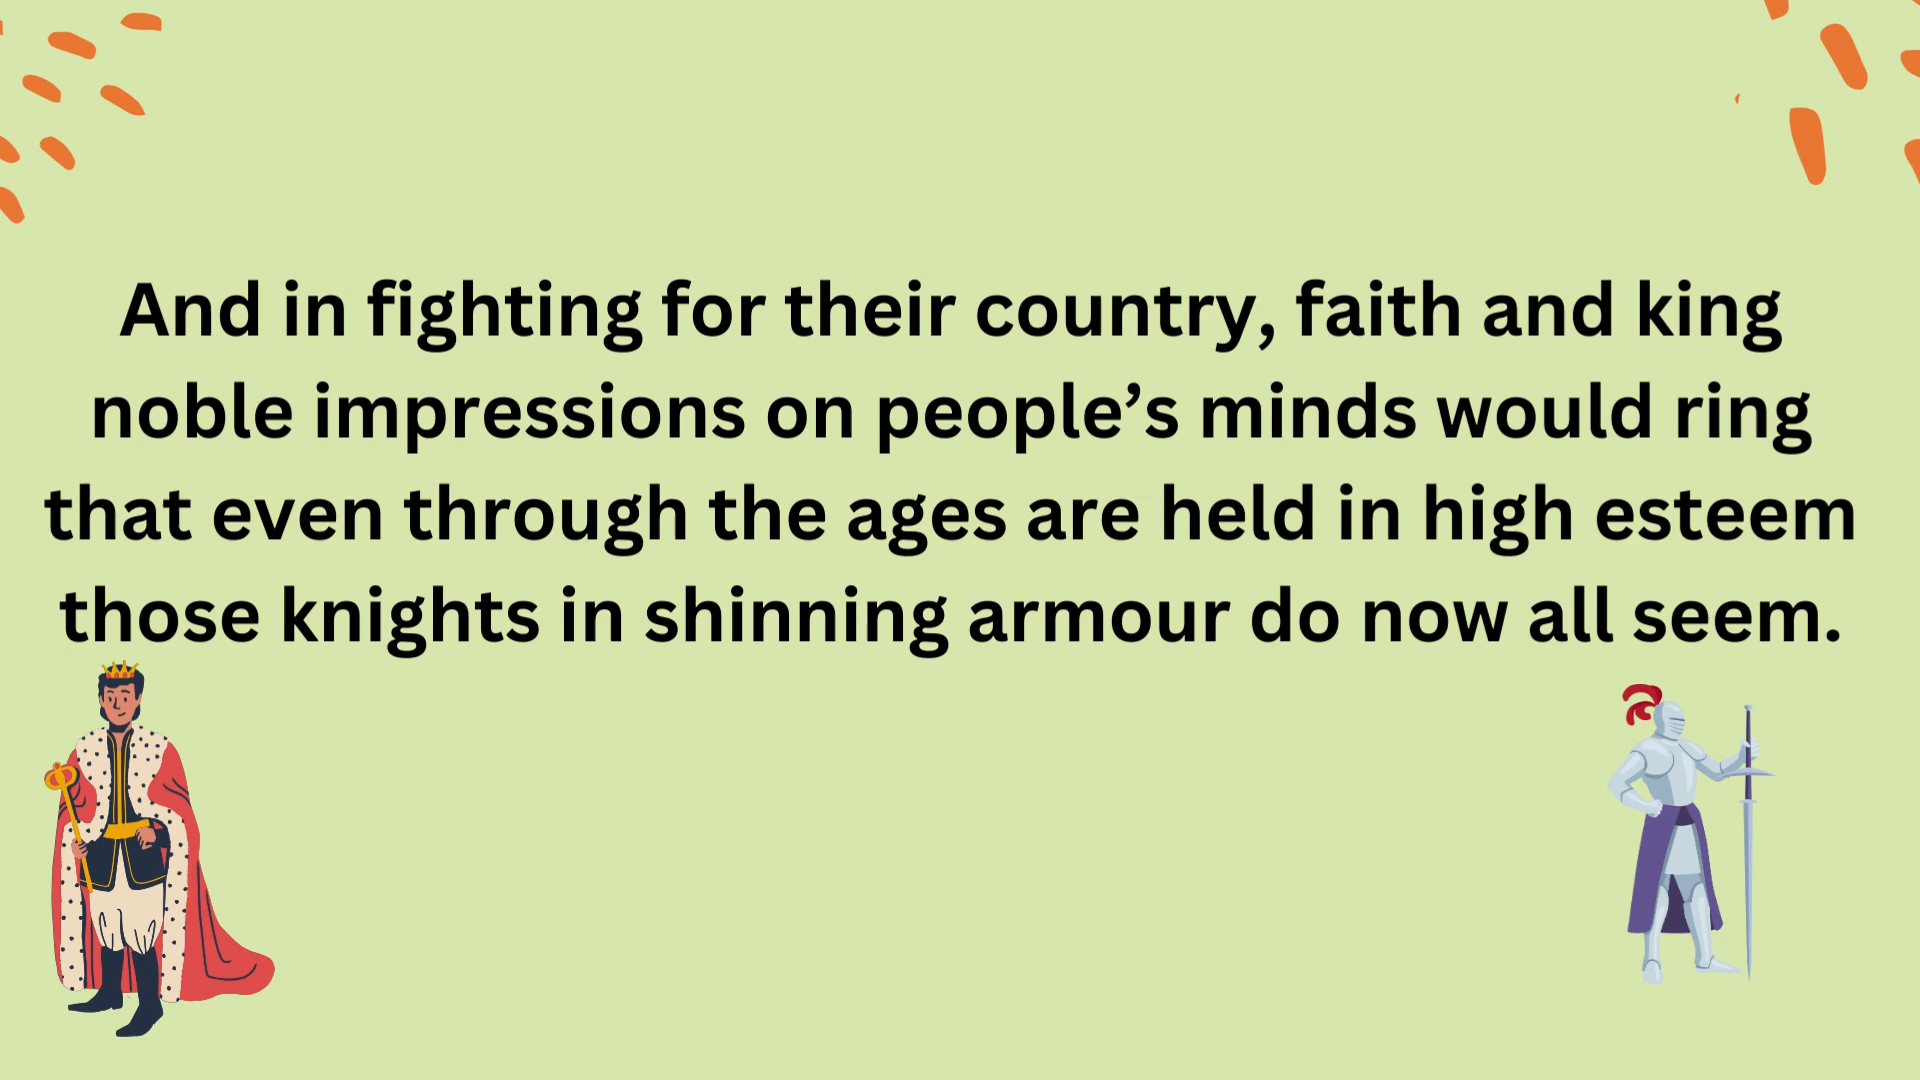 And in fighting for their country, faith and king
noble impressions on people’s minds would ring
that even through the ages are held in high esteem
those knights in shinning armour do now all seem.